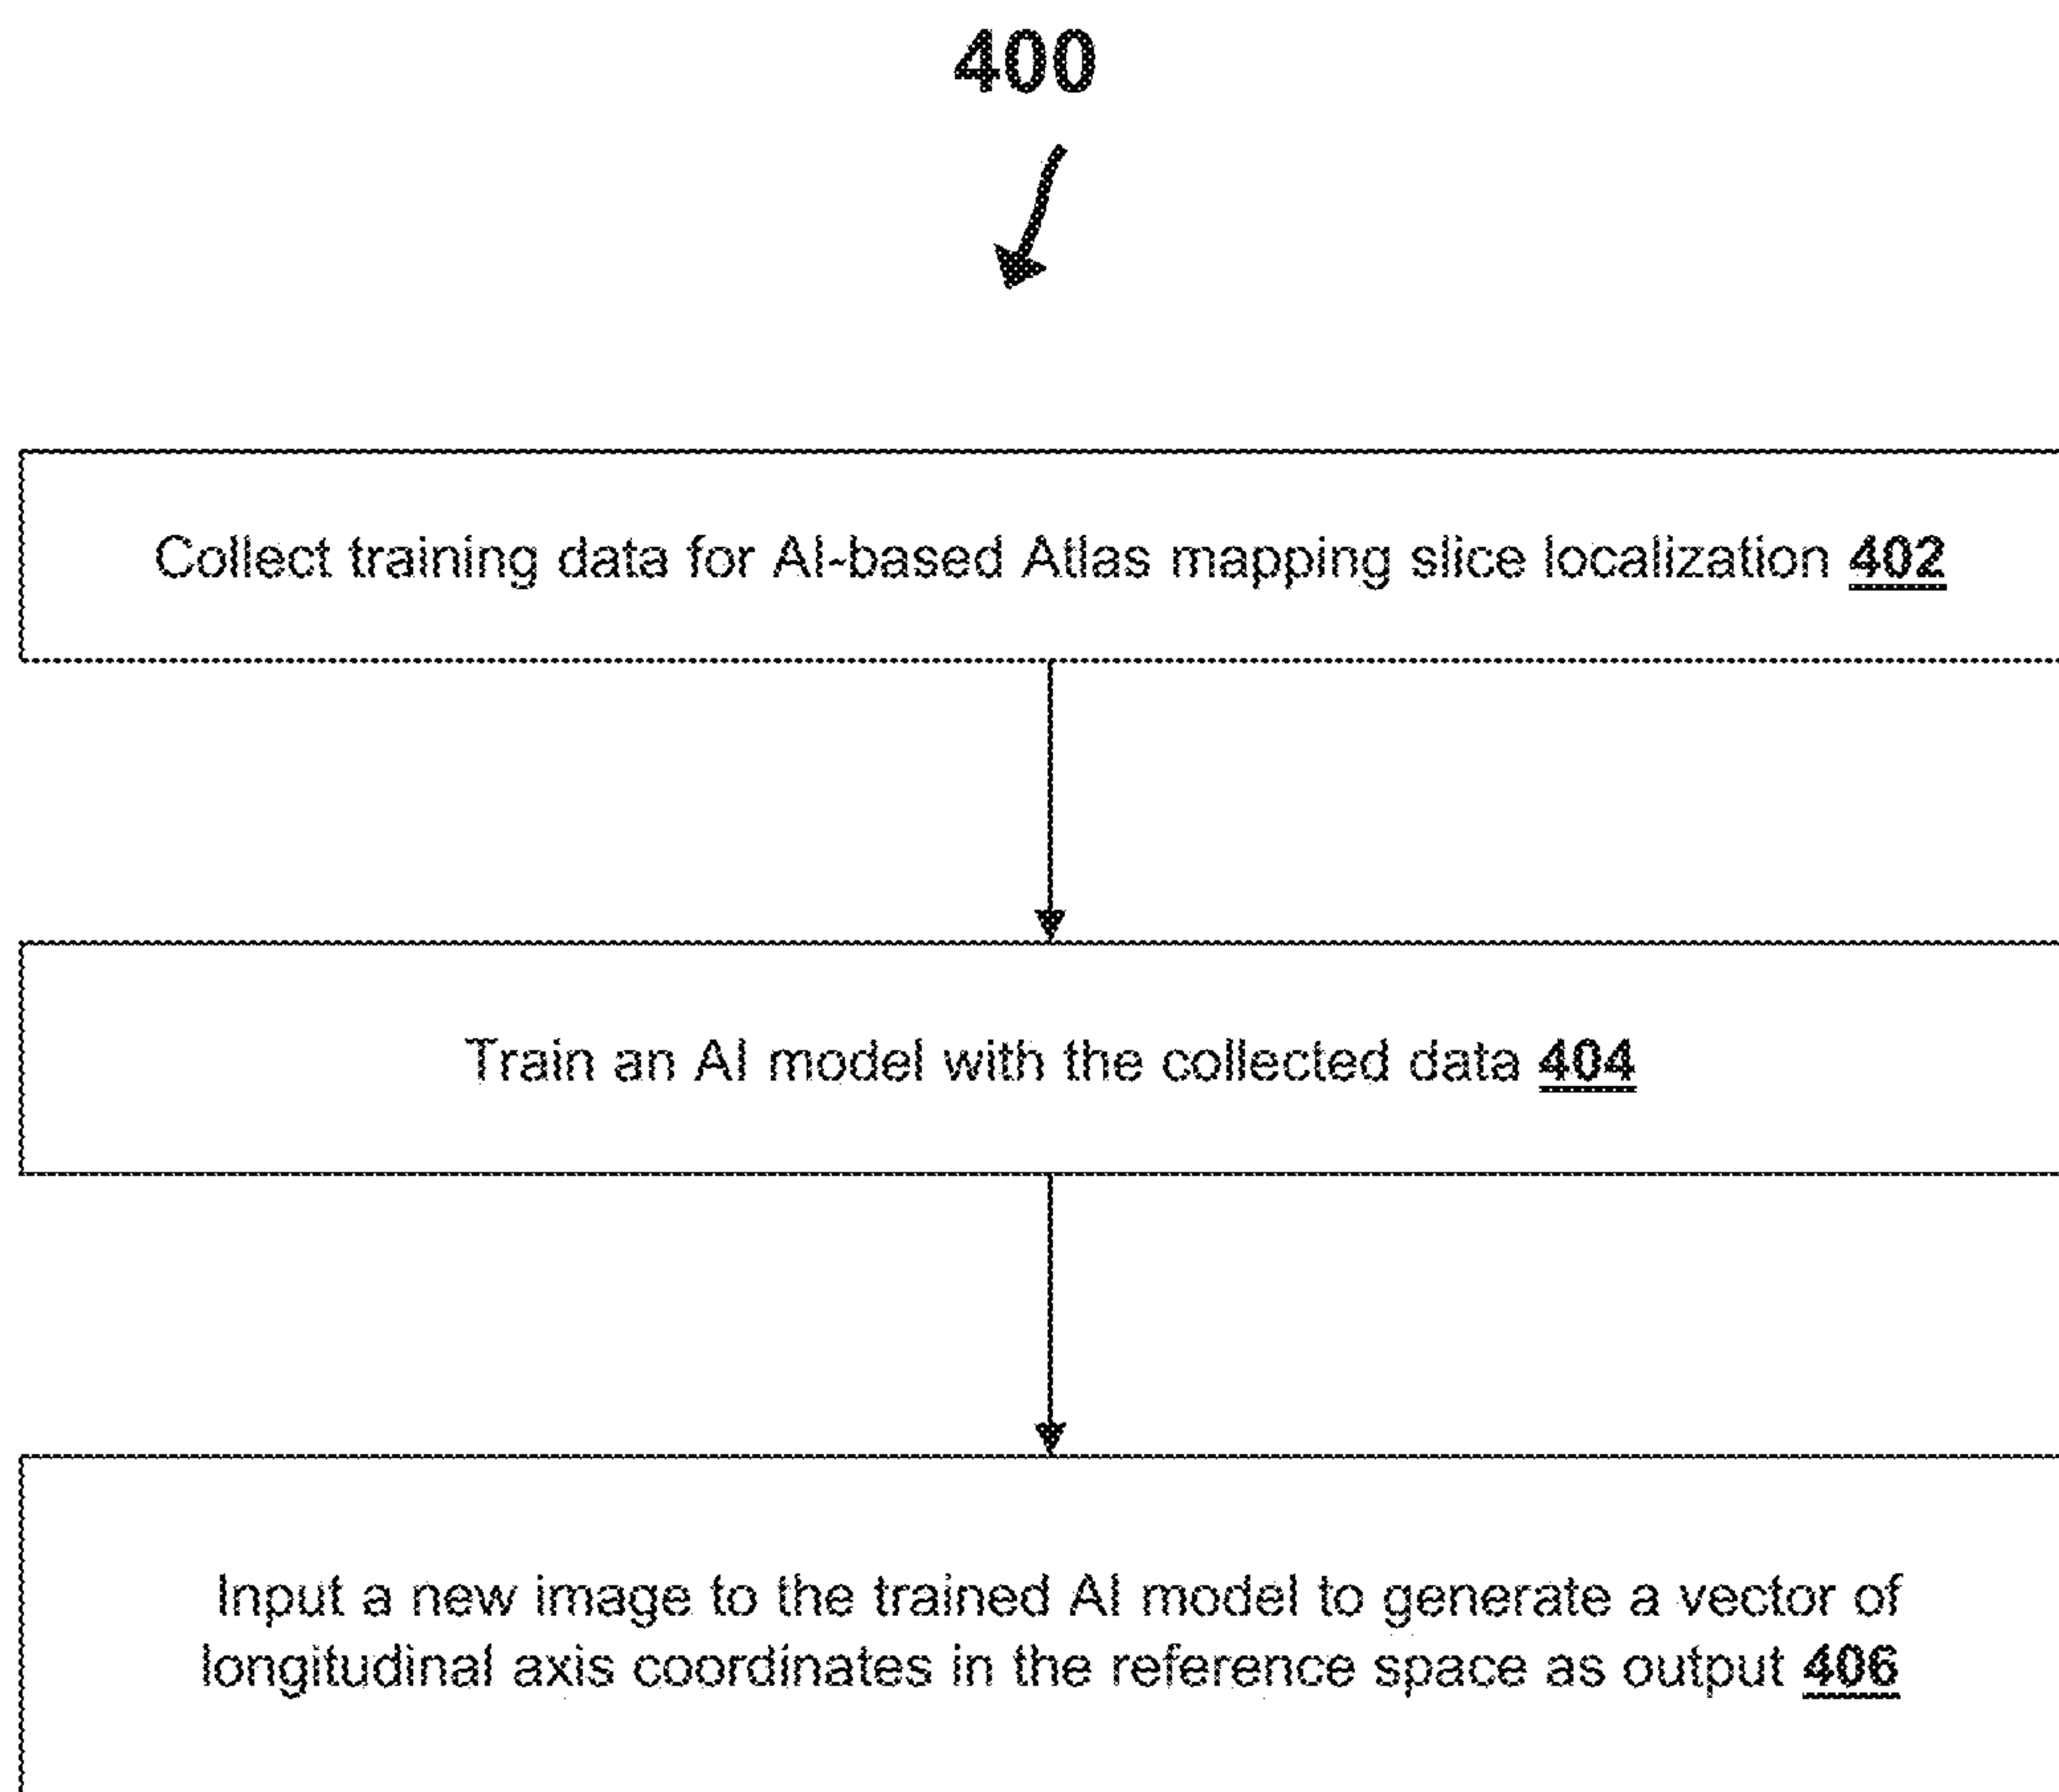 400
Collect training data for AI-based Atlas mapping slice localization 402
Train an AI model with the collected data 404
Input a new image to the trained AI model to generate a vector of
longitudinal axis coordinates in the reference space as output 406